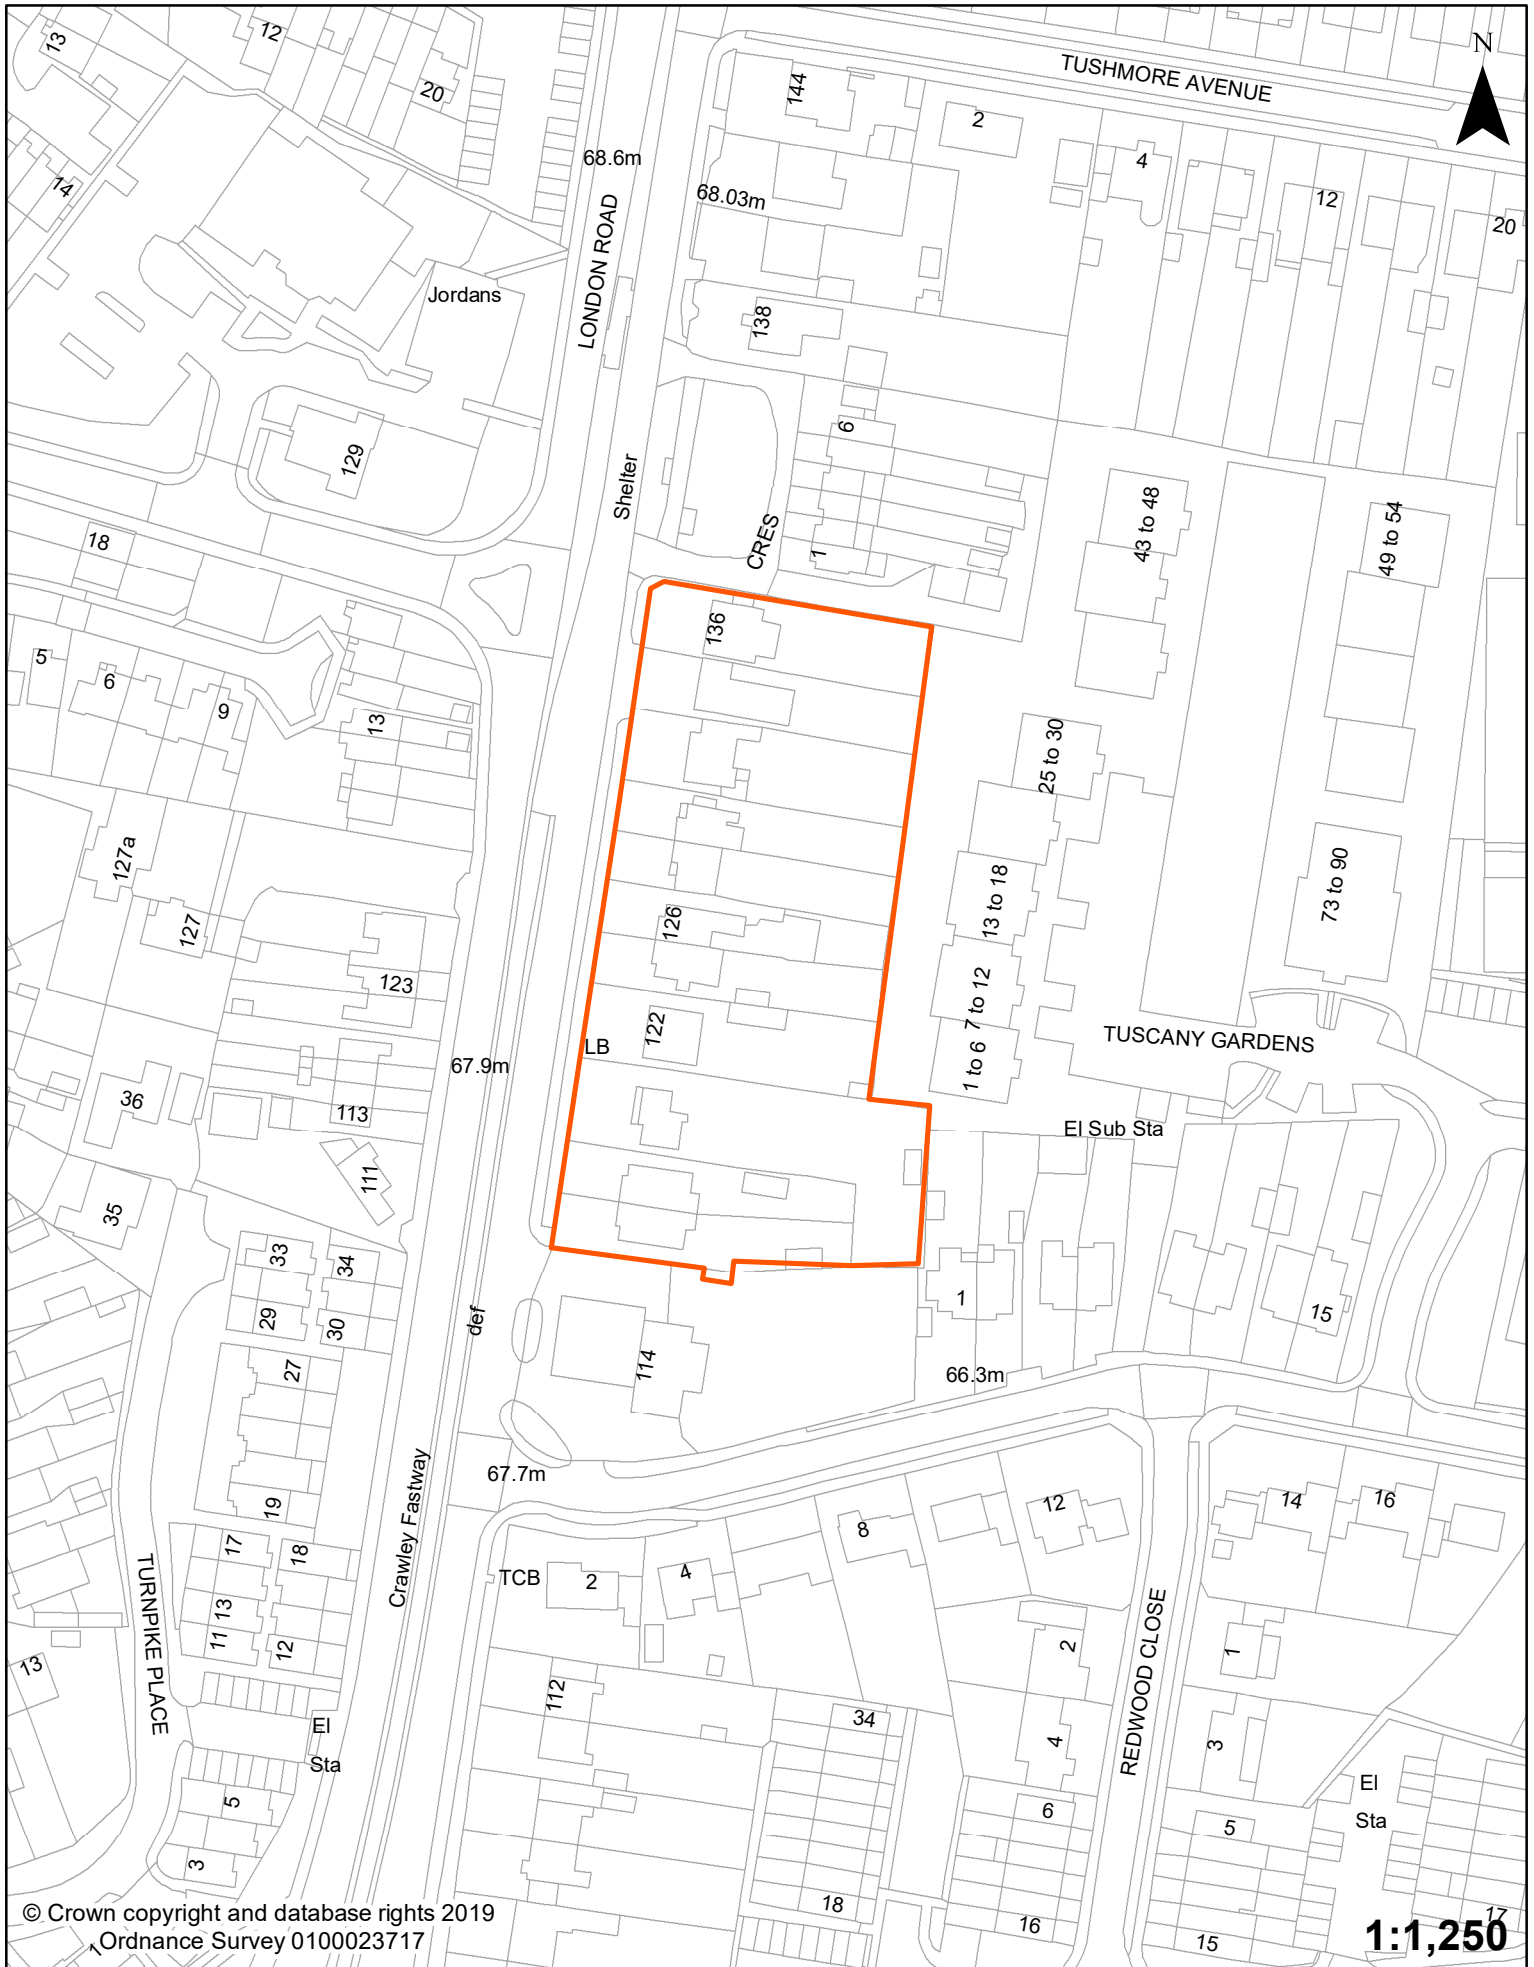 13
12
20
14
68.6m
LONDON ROAD
Jordans
144
2
TUSHMORE AVENUE
N
4
12
20
68.03m
138
129
Shelter
CRES
6
1
43 to 48
49 to 54
18
5
6
9
13
136
25 to 30
127a
127
123
126
13 to 18
73 to 90
7 to 12
122
LB
1 to 6
TUSCANY GARDENS
67.9m
36
113
El Sub Sta
111
35
33
34
29
30
def
1
15
27
114
66.3m
19
Crawley Fastway
67.7m
12
14
16
8
17
18
TCB
2
4
13
11
12
TURNPIKE PLACE
13
2
1
REDWOOD CLOSE
112
34
4
3
El
Sta
5
6
5
El
Sta
3
18
16
15
17
1
© Crown copyright and database rights 2019
Ordnance Survey 0100023717
1:1,250